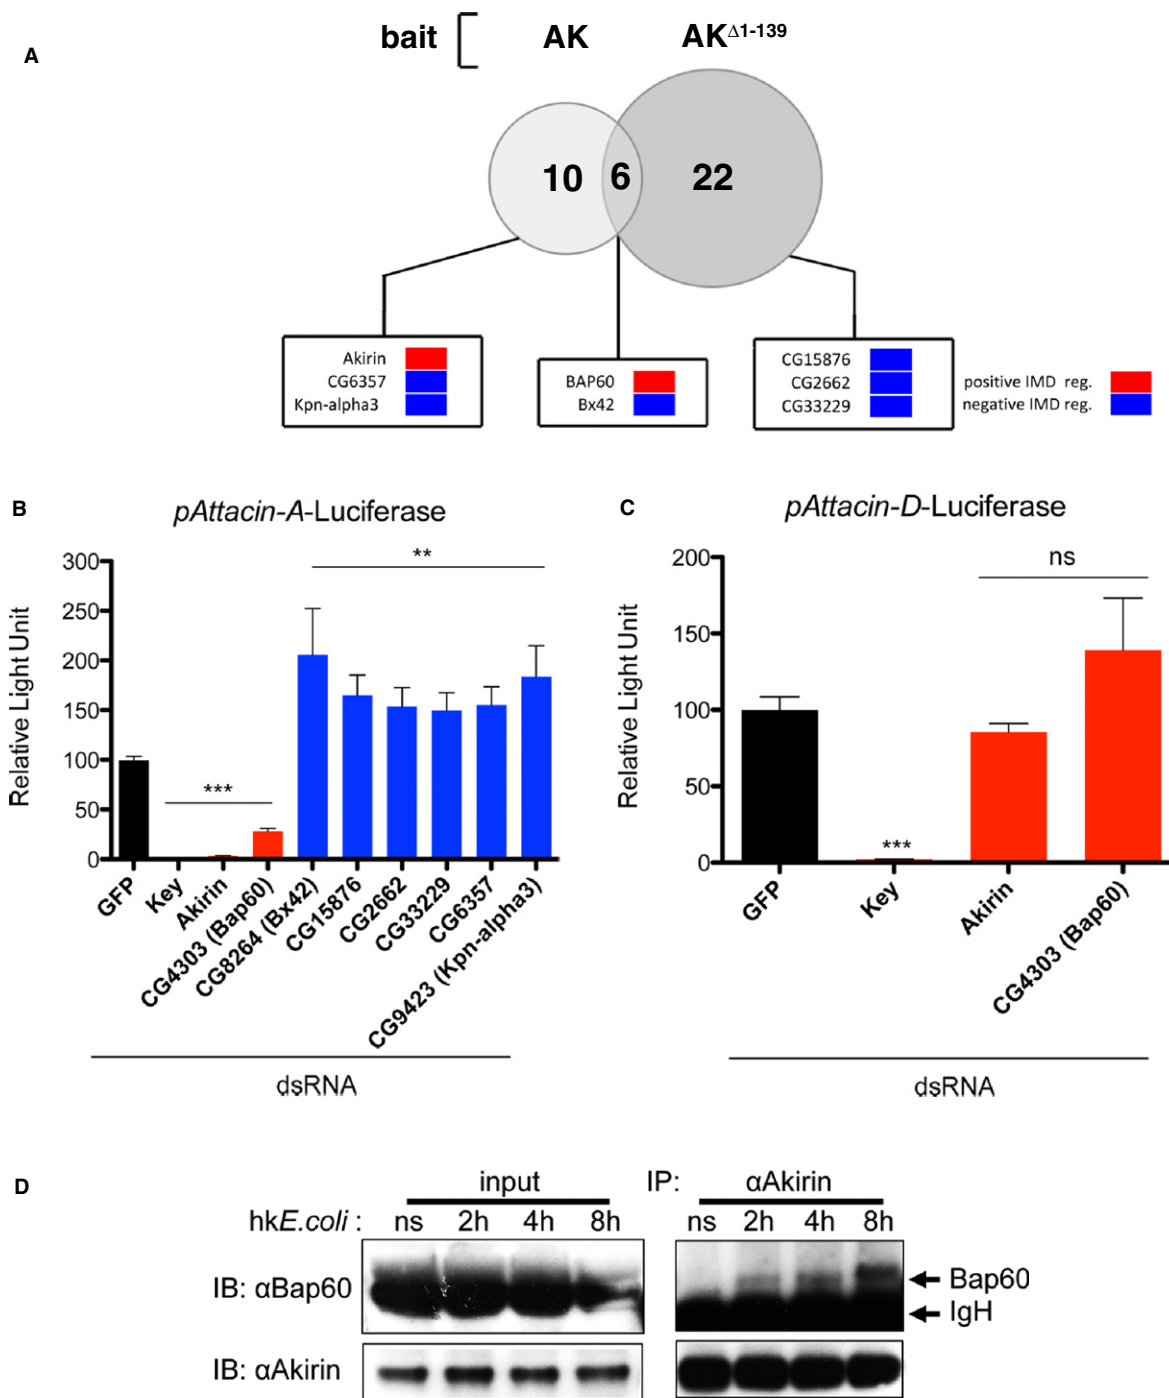 A
bait AK AKΔ1-139
10 6 22
Akirin
CG6357
Kpn-alpha3
BAP60
Bx42
CG15876
CG2662
CG33229
positive IMD reg.
negative IMD reg.
B
pAttacin-A-Luciferase
Relative Light Unit
300
250
200
150
100
50
0
***
**
GFP
Key
Akirin
CG4303 (Bap60)
CG8264 (Bx42)
CG15876
CG2662
CG33229
CG6357
CG9423 (Kpn-alpha3)
dsRNA
C
pAttacin-D-Luciferase
Relative Light Unit
200
150
100
50
0
***
ns
GFP
Key
Akirin
CG4303 (Bap60)
dsRNA
D
input IP: αAkirin
hkE.coli : ns 2h 4h 8h ns 2h 4h 8h
IB: αBap60
Bap60
IgH
IB: αAkirin